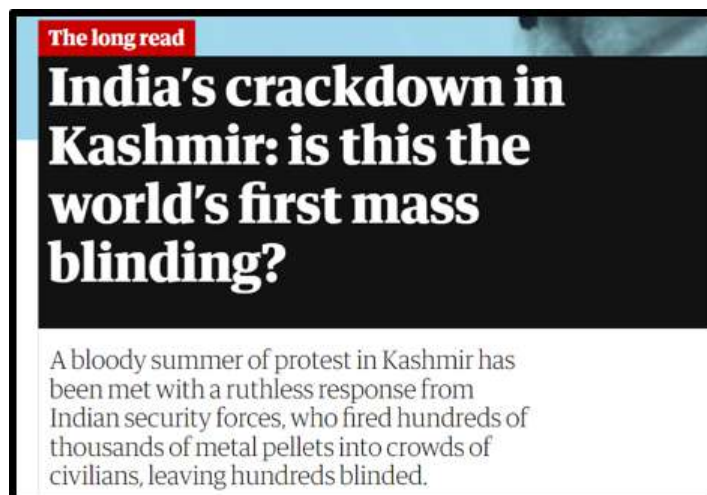 The long read
India's crackdown in
Kashmir: is this the
world's first mass
blinding?
A bloody summer of protest in Kashmir has
been met with a ruthless response from
Indian security forces, who fired hundreds of
thousands of metal pellets into crowds of
civilians, leaving hundreds blinded.